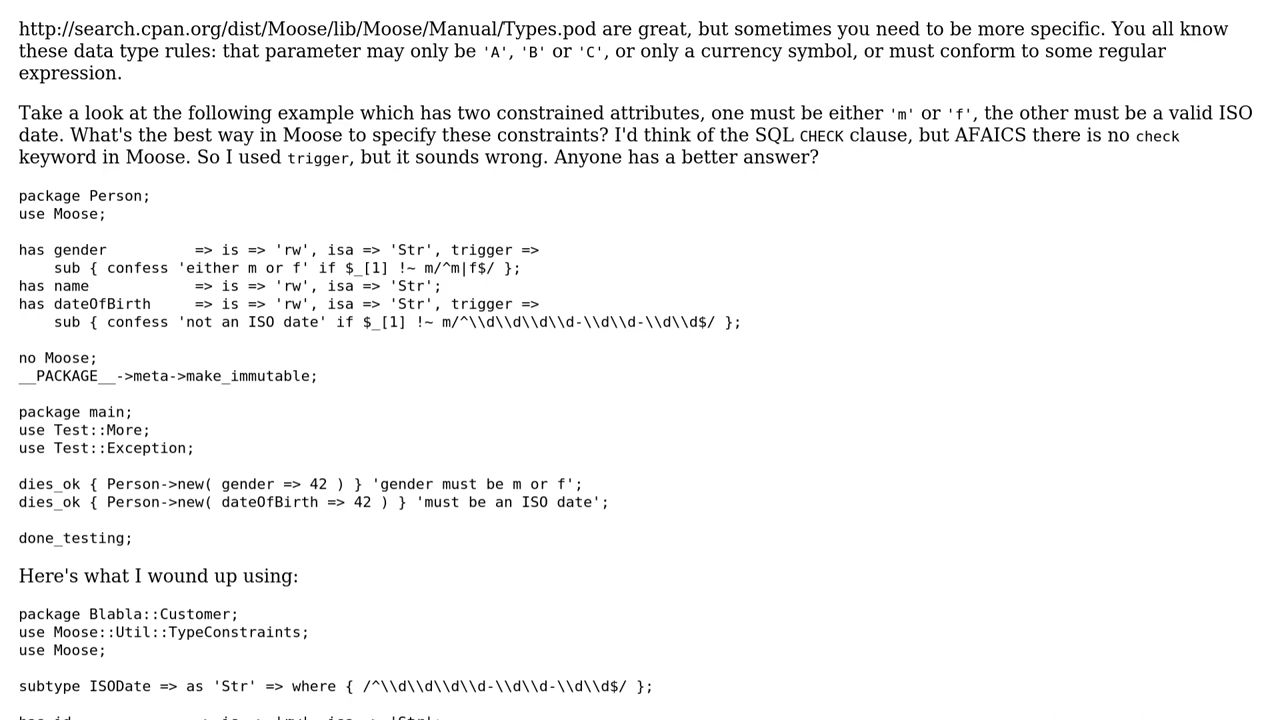 http://search.cpan.org/dist/Moose/lib/Moose/Manual/Types.pod are great, but sometimes you need to be more specific. You all know
these data type rules: that parameter may only be 'A', 'B' or 'C', or only a currency symbol, or must conform to some regular
expression.
Take a look at the following example which has two constrained attributes, one must be either 'm' or 'f', the other must be a valid ISO
date. What's the best way in Moose to specify these constraints? I'd think of the SQL CHECK clause, but AFAICS there is no check
keyword in Moose. So I used trigger, but it sounds wrong. Anyone has a better answer?
package Person;
use Moose;
has gender          => is => 'rw', isa => 'Str', trigger =>
    sub { confess 'either m or f' if $_[1] !~ m/^m|f$/ };
has name            => is => 'rw', isa => 'Str';
has dateOfBirth     => is => 'rw', isa => 'Str', trigger =>
    sub { confess 'not an ISO date' if $_[1] !~ m/^\\d\\d\\d\\d-\\d\\d-\\d\\d$/ };
no Moose;
__PACKAGE__->meta->make_immutable;
package main;
use Test::More;
use Test::Exception;
dies_ok { Person->new( gender => 42 ) } 'gender must be m or f';
dies_ok { Person->new( dateOfBirth => 42 ) } 'must be an ISO date';
done_testing;
Here's what I wound up using:
package Blabla::Customer;
use Moose::Util::TypeConstraints;
use Moose;
subtype ISODate => as 'Str' => where { /^\\d\\d\\d\\d-\\d\\d-\\d\\d$/ };